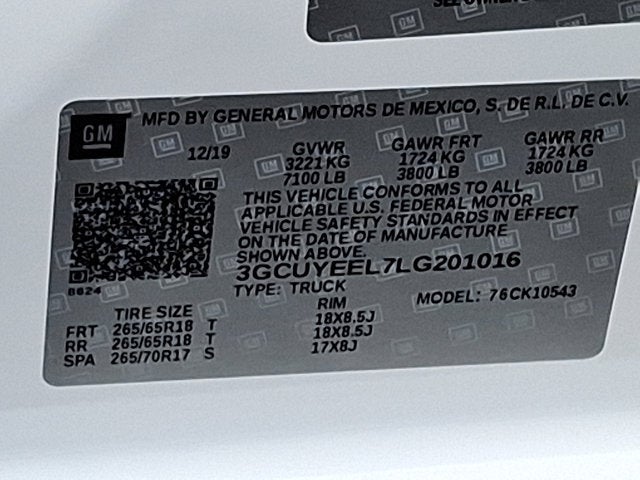 GM
MFD BY GENERAL MOTORS DE MEXICO, S. DE R.L. DE C.V.
12/19 GVWR GAWR FRT GAWR RR
3221 KG 1724 KG 1724 KG
7100 LB 3800 LB 3800 LB
THIS VEHICLE CONFORMS TO ALL
APPLICABLE U.S. FEDERAL MOTOR
VEHICLE SAFETY STANDARDS IN EFFECT
ON THE DATE OF MANUFACTURE
SHOWN ABOVE.
3GCUYEEL7LG201016
B624
TYPE: TRUCK MODEL: 76CK10543
TIRE SIZE RIM
FRT 265/65R18 T 18X8.5J
RR 265/65R18 T 18X8.5J
SPA 265/70R17 S 17X8J